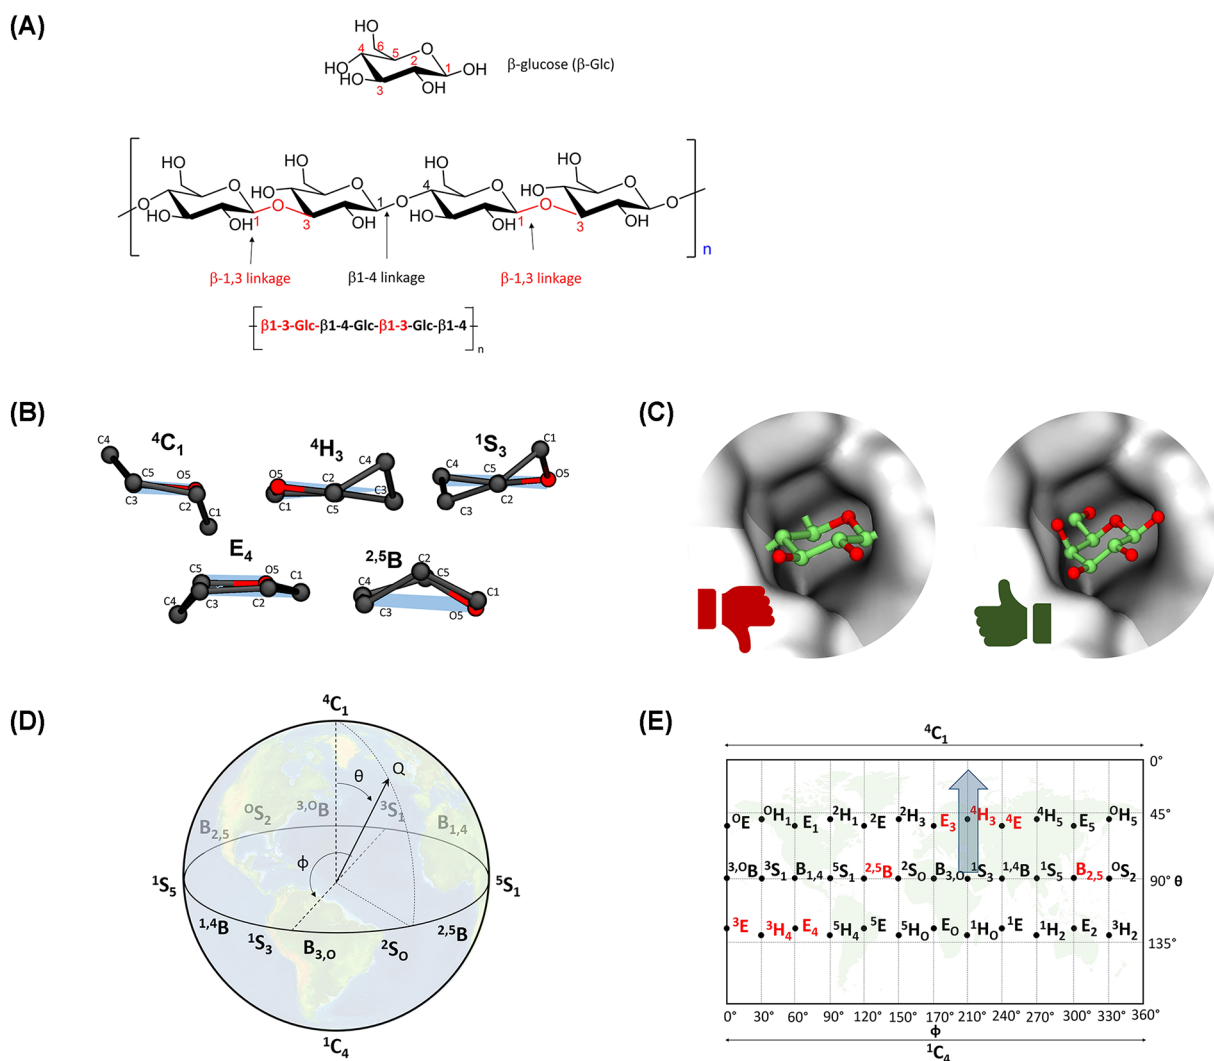 (A)
HO
4
6
5
O
2
1
OH
HO
HO
3
OH
β-glucose (β-Glc)
HO
HO
HO
HO
O
O
HO
O
O
4
O
HO
O
O
HO
1
O
O
HO
OH
1
3
OH
HO
OH
1
3
OH
n
β-1,3 linkage
β1-4 linkage
β-1,3 linkage
β1-3-Glc-β1-4-Glc-β1-3-Glc-β1-4
n
(B)
⁴C₁
C4
C5
O5
C3
C2
C1
⁴H₃
O5
C2
C4
C1
C5
C3
¹S₃
C1
C4
C5
O5
C3
C2
E₄
C5
O5
C1
C4
C3
C2
²,⁵B
C2
C4
C5
C1
C3
O5
(C)
(D)
⁴C₁
θ
Q
³,ᴼB
³S₁
ᴼS₂
B₂,₅
B₁,₄
ϕ
¹S₅
⁵S₁
¹,⁴B
¹S₃
B₃,O
²S_O
²,⁵B
¹C₄
(E)
⁴C₁
0°
ᴼE ᴼH₁ E₁ ²H₁ ²E ²H₃ E₃ ⁴H₃ ⁴E ⁴H₅ E₅ ᴼH₅ 45°
³,ᴼB ³S₁ B₁,₄ ⁵S₁ ²,⁵B ²S_O B₃,O ¹S₃ ¹,⁴B ¹S₅ B₂,₅ ᴼS₂ 90° θ
³E ³H₄ E₄ ⁵H₄ ⁵E ⁵H_O E_O ¹H_O ¹E ¹H₂ E₂ ³H₂ 135°
0° 30° 60° 90° 120° 150° 170° 210° 240° 270° 300° 330° 360°
ϕ
¹C₄